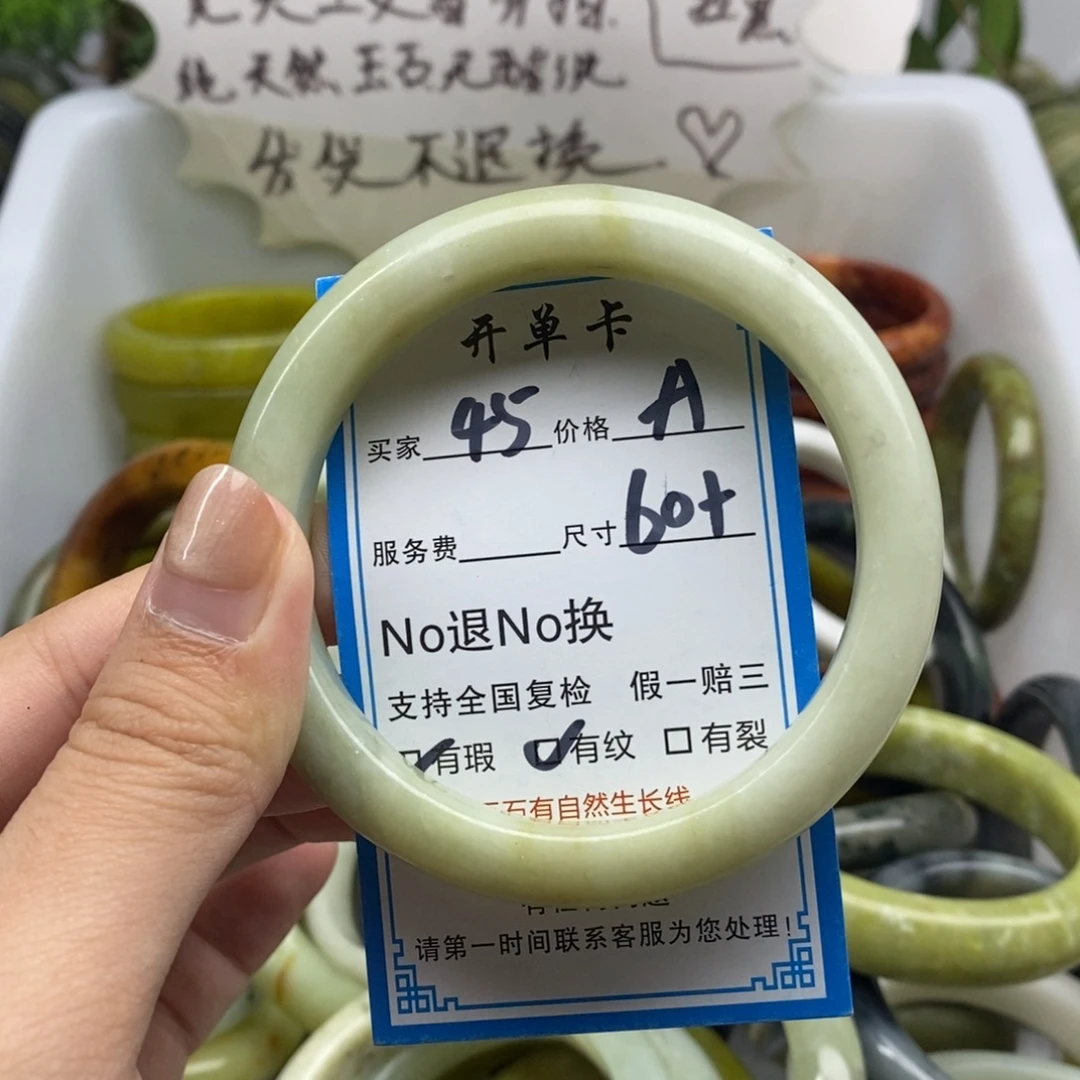 纯天然玉石无酸洗
售后不退换
开单卡
买家 45 价格 A
服务费 尺寸 60+
No退No换
支持全国复检 假一赔三
有瑕 有纹 有裂
石有自然生长线
请第一时间联系客服为您处理!